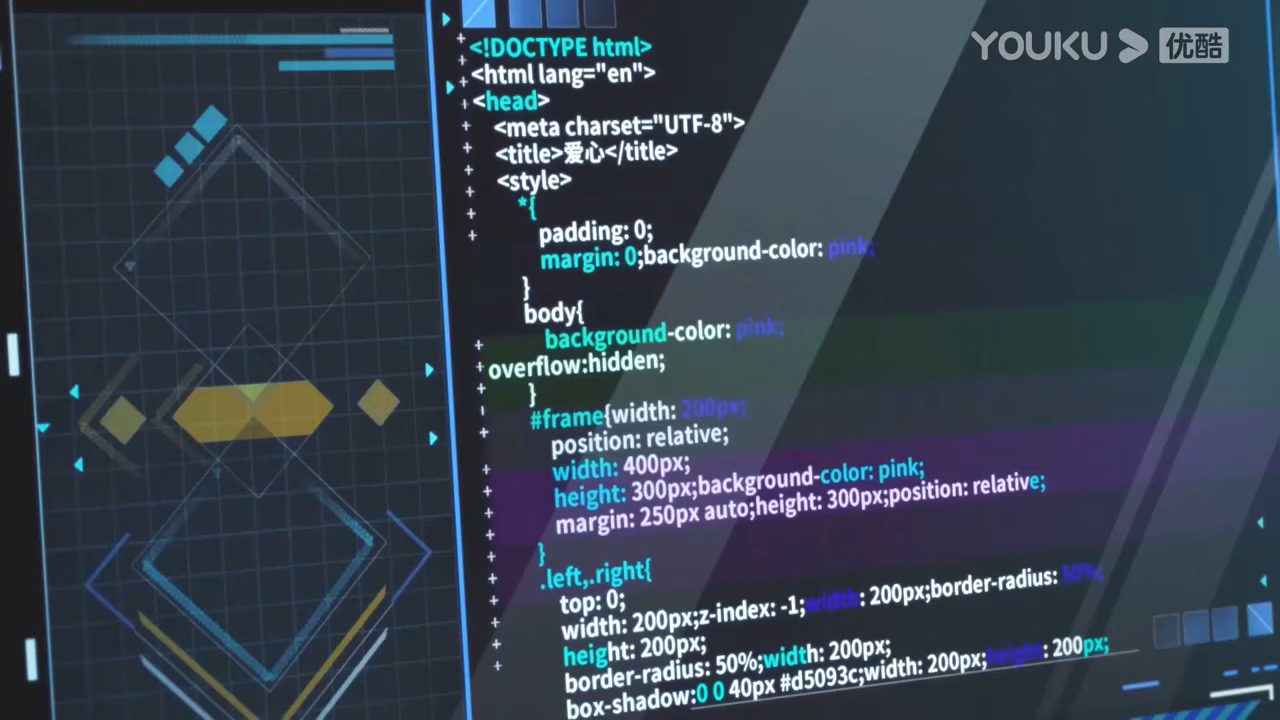 YOUKU 优酷
<!DOCTYPE html>
<html lang="en">
<head>
<meta charset="UTF-8">
<title>爱心</title>
<style>
*{
padding: 0;
margin: 0;background-color: pink;
}
body{
background-color: pink;
overflow:hidden;
}
#frame{width: 200px;
position: relative;
width: 400px;
height: 300px;background-color: pink;
margin: 250px auto;height: 300px;position: relative;
}
.left,.right{
top: 0;
width: 200px;z-index: -1;width: 200px;border-radius: 50%;
height: 200px;
border-radius: 50%;width: 200px;
box-shadow:0 0 40px #d5093c;width: 200px;height: 200px;